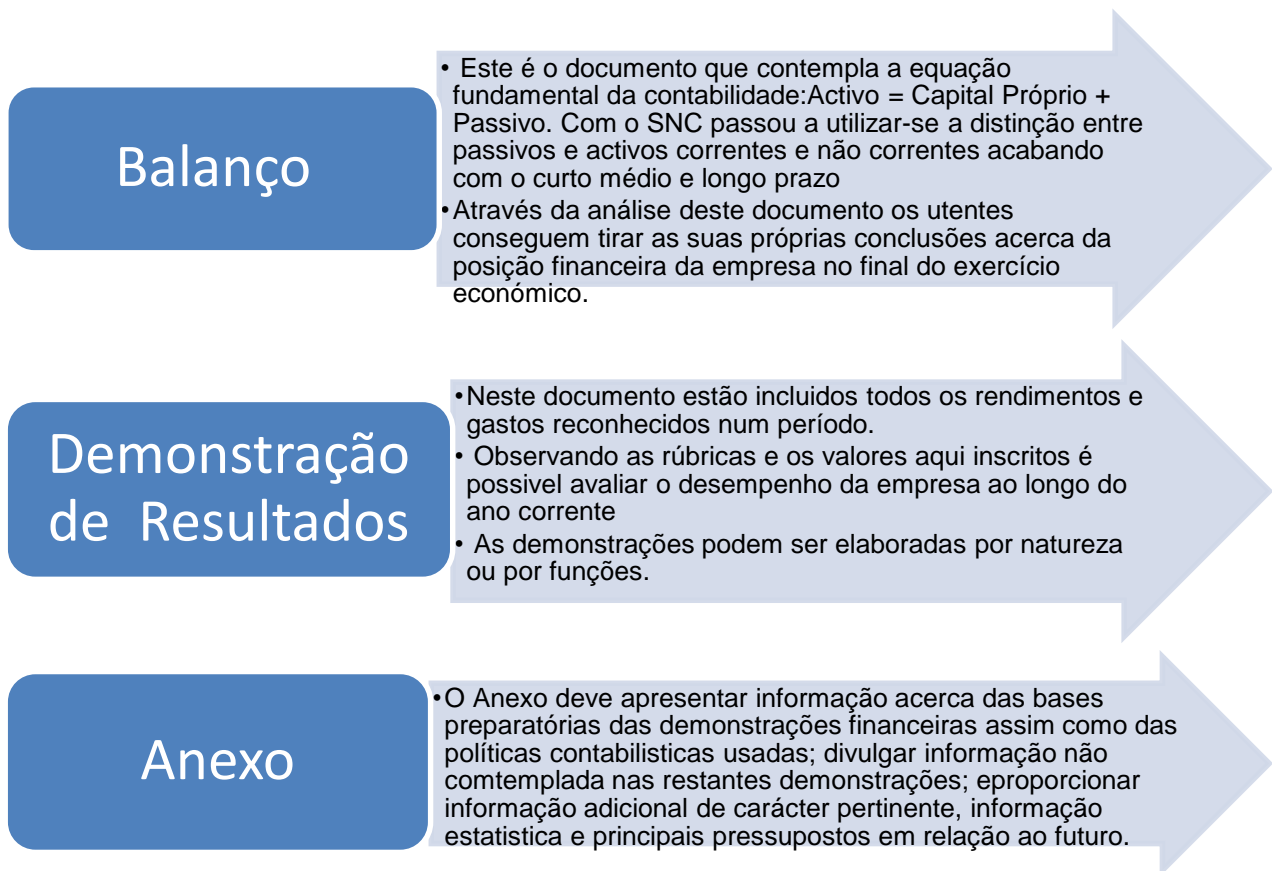 Balanço
• Este é o documento que contempla a equação
fundamental da contabilidade:Activo = Capital Próprio +
Passivo. Com o SNC passou a utilizar-se a distinção entre
passivos e activos correntes e não correntes acabando
com o curto médio e longo prazo
•Através da análise deste documento os utentes
conseguem tirar as suas próprias conclusões acerca da
posição financeira da empresa no final do exercício
económico.
Demonstração
de Resultados
•Neste documento estão incluidos todos os rendimentos e
gastos reconhecidos num período.
• Observando as rúbricas e os valores aqui inscritos é
possivel avaliar o desempenho da empresa ao longo do
ano corrente
• As demonstrações podem ser elaboradas por natureza
ou por funções.
Anexo
•O Anexo deve apresentar informação acerca das bases
preparatórias das demonstrações financeiras assim como das
políticas contabilisticas usadas; divulgar informação não
comtemplada nas restantes demonstrações; eproporcionar
informação adicional de carácter pertinente, informação
estatistica e principais pressupostos em relação ao futuro.